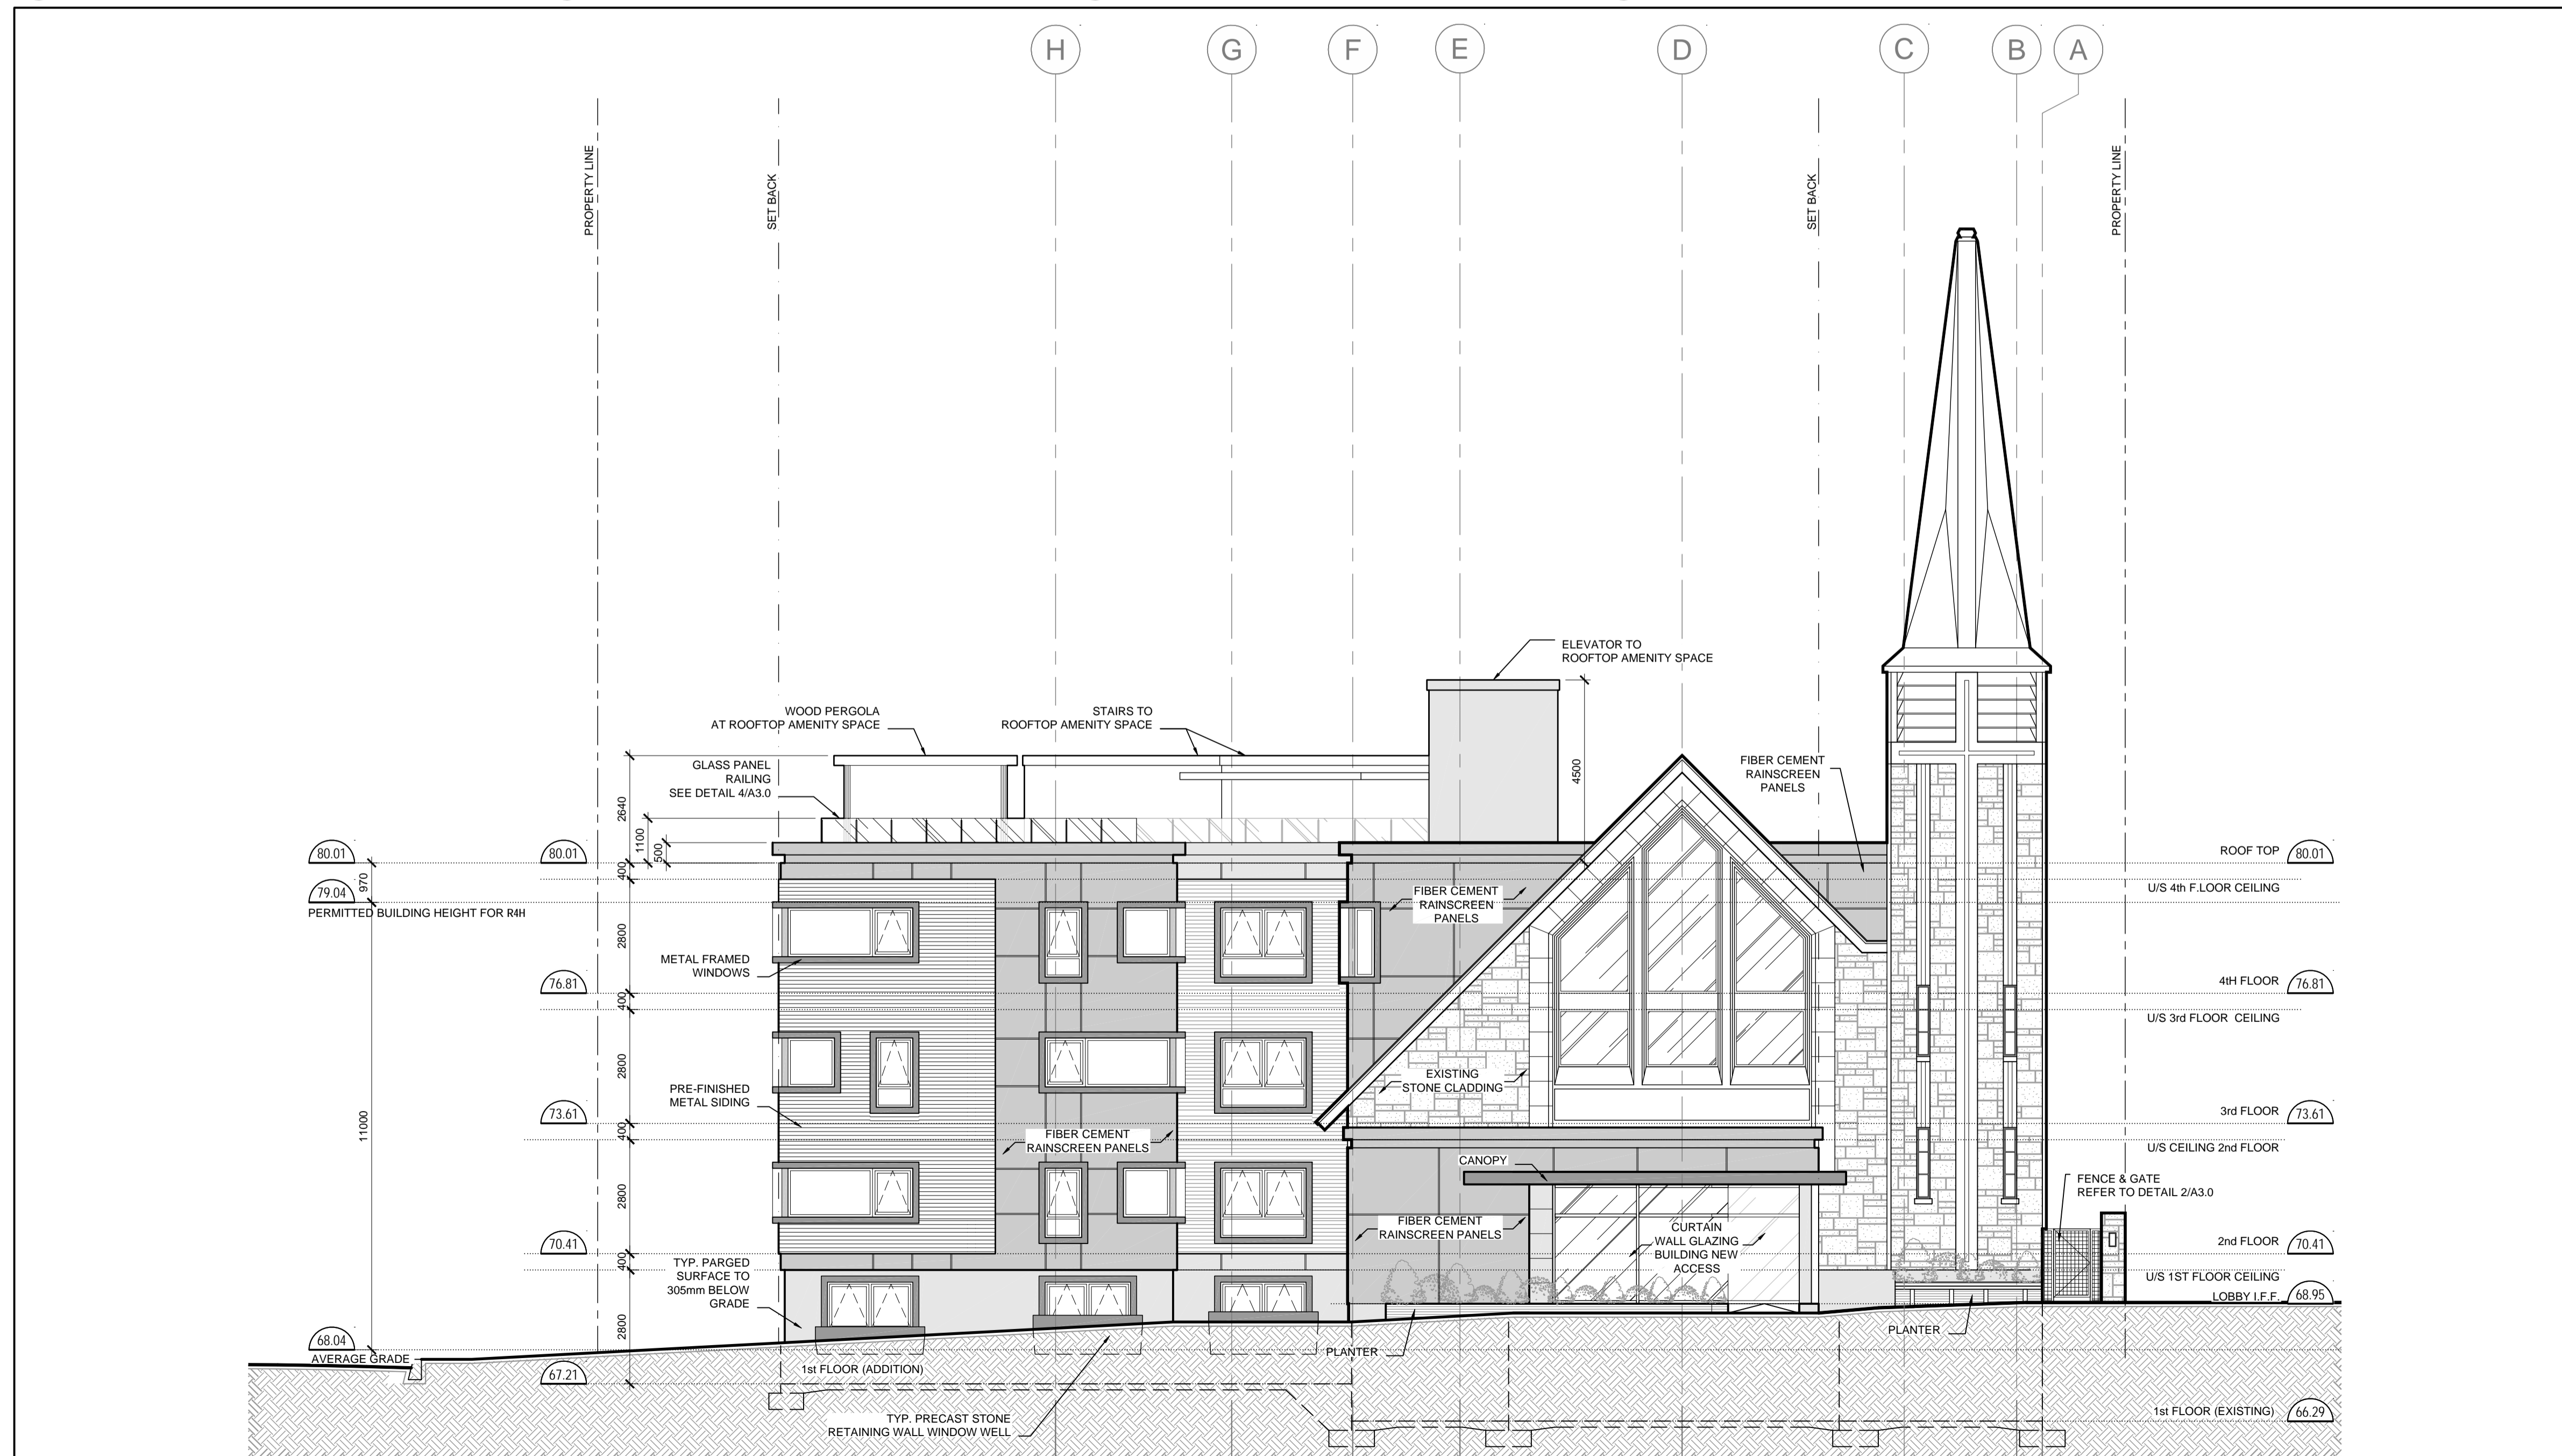 H
G
F
E
D
C
B
A
PROPERTY LINE
SET BACK
SET BACK
PROPERTY LINE
ELEVATOR TO
ROOFTOP AMENITY SPACE
WOOD PERGOLA
AT ROOFTOP AMENITY SPACE
STAIRS TO
ROOFTOP AMENITY SPACE
GLASS PANEL
RAILING
SEE DETAIL 4/A3.0
FIBER CEMENT
RAINSCREEN
PANELS
4500
2640
1100
500
80.01
80.01
ROOF TOP
80.01
970
400
U/S 4th F.LOOR CEILING
79.04
PERMITTED BUILDING HEIGHT FOR R4H
FIBER CEMENT
RAINSCREEN
PANELS
2800
METAL FRAMED
WINDOWS
76.81
4tH FLOOR
76.81
400
U/S 3rd FLOOR CEILING
2800
EXISTING
STONE CLADDING
PRE-FINISHED
METAL SIDING
11000
73.61
3rd FLOOR
73.61
400
FIBER CEMENT
RAINSCREEN PANELS
U/S CEILING 2nd FLOOR
CANOPY
FENCE & GATE
REFER TO DETAIL 2/A3.0
2800
FIBER CEMENT
RAINSCREEN PANELS
CURTAIN
WALL GLAZING
BUILDING NEW
ACCESS
70.41
2nd FLOOR
70.41
400
TYP. PARGED
SURFACE TO
305mm BELOW
GRADE
U/S 1ST FLOOR CEILING
LOBBY I.F.F.
68.95
2800
PLANTER
68.04
AVERAGE GRADE
PLANTER
67.21
1st FLOOR (ADDITION)
TYP. PRECAST STONE
RETAINING WALL WINDOW WELL
1st FLOOR (EXISTING)
66.29